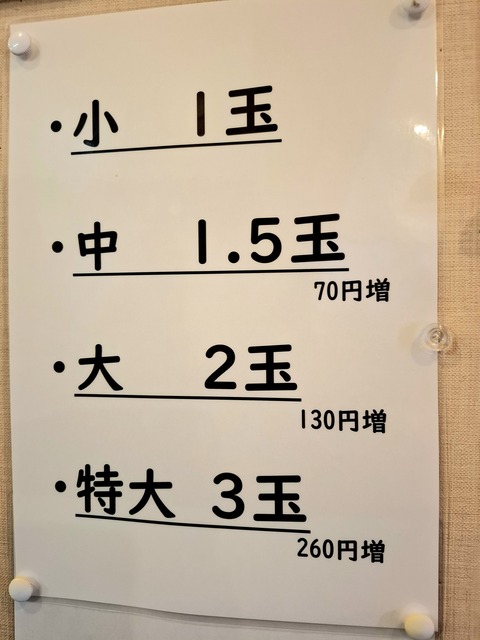 ・小 1玉
・中 1.5玉
70円増
・大 2玉
130円増
・特大 3玉
260円増